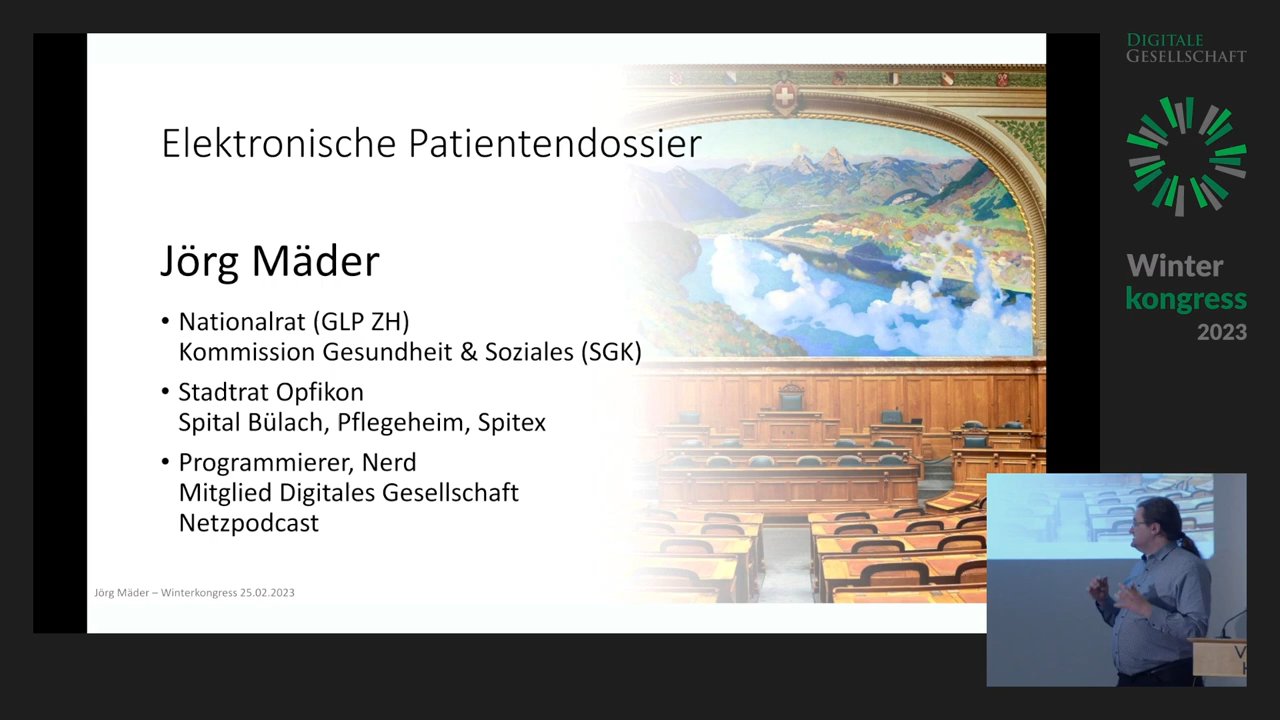 Elektronische Patientendossier
Jörg Mäder
• Nationalrat (GLP ZH)
Kommission Gesundheit & Soziales (SGK)
• Stadtrat Opfikon
Spital Bülach, Pflegeheim, Spitex
• Programmierer, Nerd
Mitglied Digitales Gesellschaft
Netzpodcast
Jörg Mäder – Winterkongress 25.02.2023
DIGITALE
GESELLSCHAFT
Winter
kongress
2023